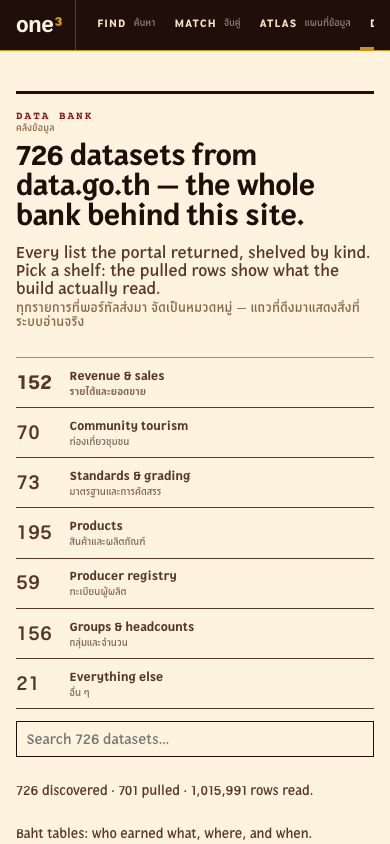 one³
FIND ค้นหา MATCH จับคู่ ATLAS แผนที่ข้อมูล
DATA BANK
คลังข้อมูล
726 datasets from
data.go.th — the whole
bank behind this site.
Every list the portal returned, shelved by kind.
Pick a shelf: the pulled rows show what the
build actually read.
ทุกรายการที่พอร์ทัลส่งมา จัดเป็นหมวดหมู่ — แถวที่ดึงมาแสดงสิ่งที่
ระบบอ่านจริง
152 Revenue & sales
รายได้และยอดขาย
70 Community tourism
ท่องเที่ยวชุมชน
73 Standards & grading
มาตรฐานและการคัดสรร
195 Products
สินค้าและผลิตภัณฑ์
59 Producer registry
ทะเบียนผู้ผลิต
156 Groups & headcounts
กลุ่มและจำนวน
21 Everything else
อื่น ๆ
Search 726 datasets...
726 discovered · 701 pulled · 1,015,991 rows read.
Baht tables: who earned what, where, and when.